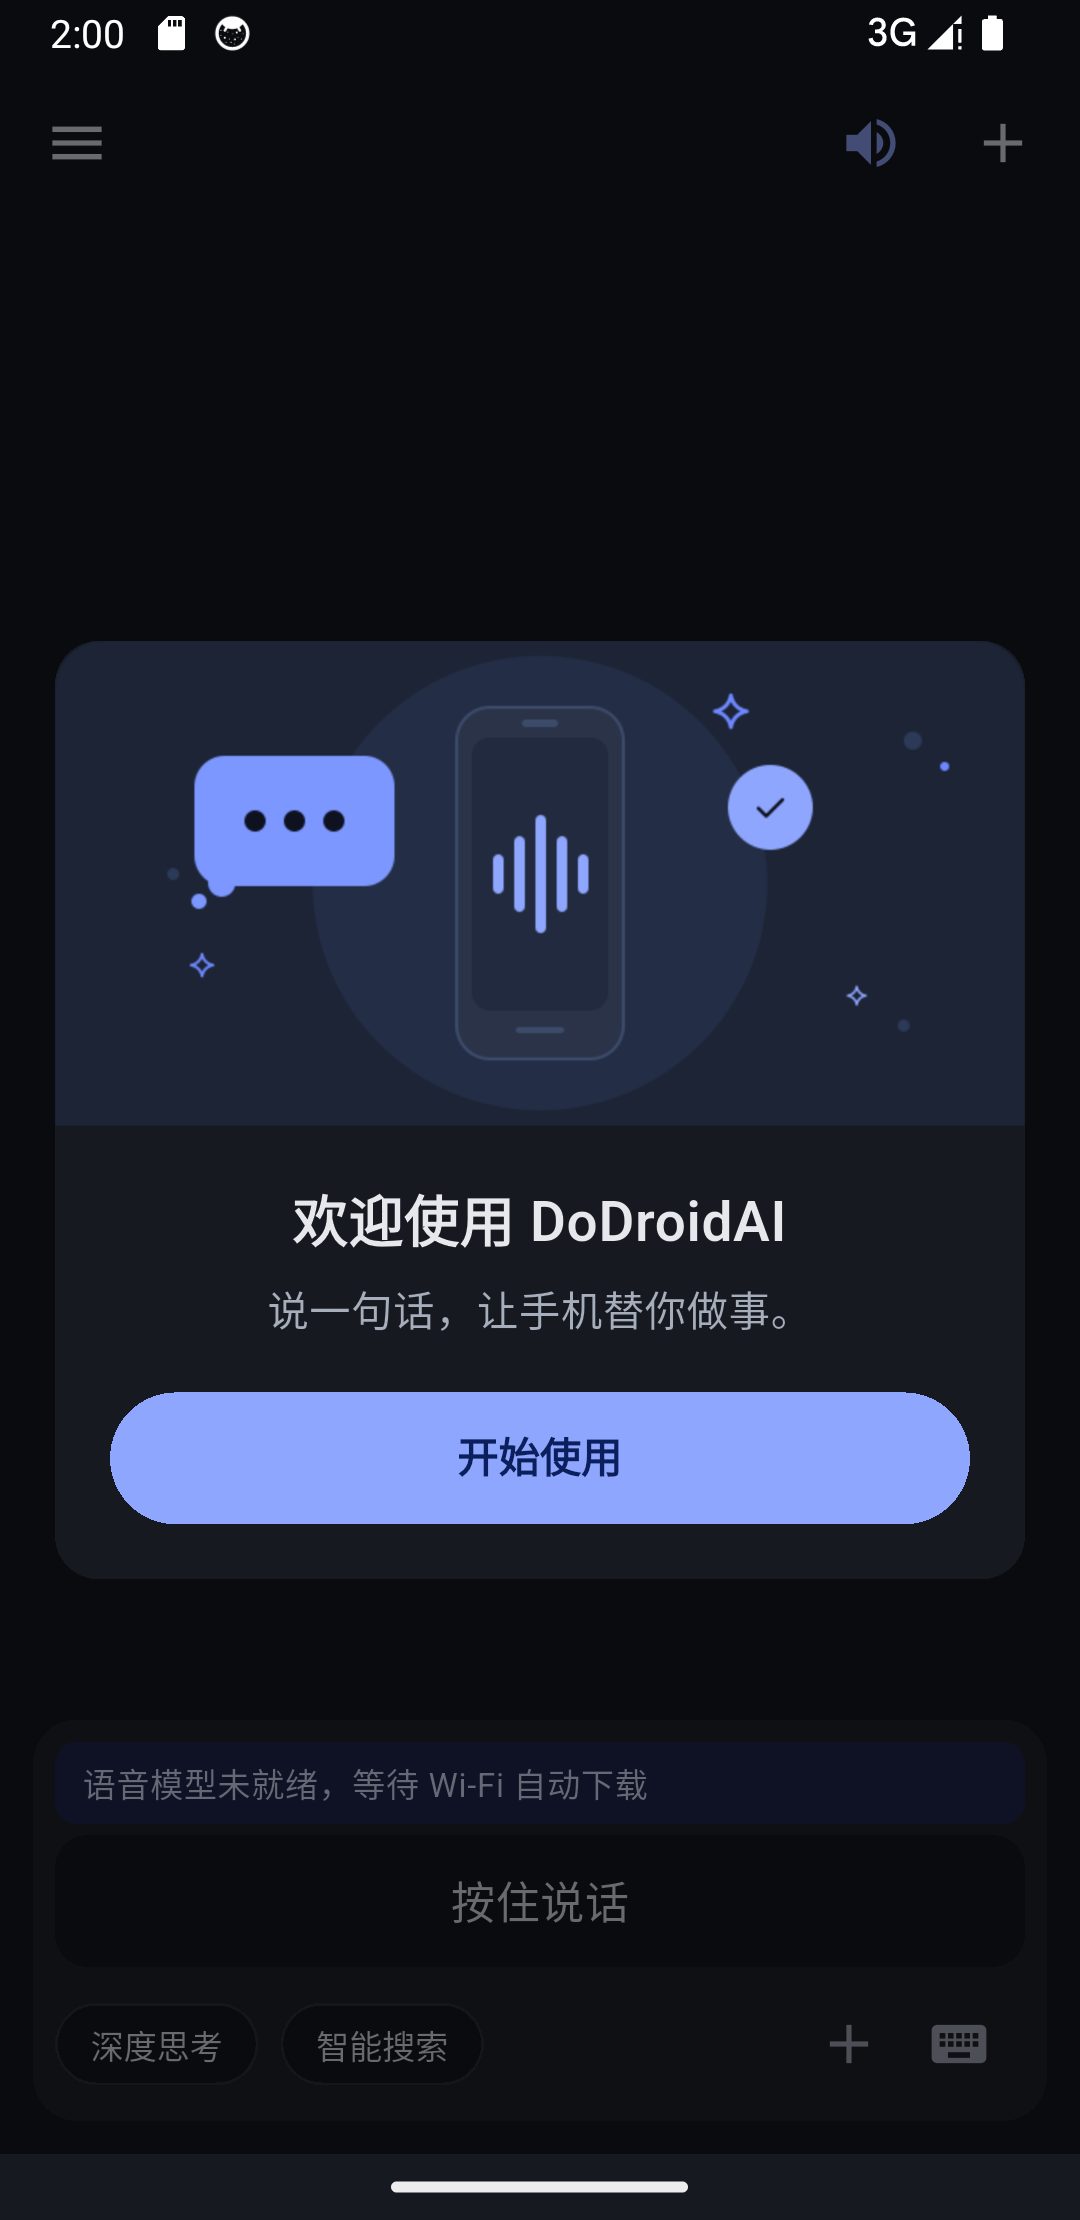 2:00
3G
欢迎使用 DoDroidAI
说一句话，让手机替你做事。
开始使用
语音模型未就绪，等待 Wi-Fi 自动下载
按住说话
深度思考
智能搜索